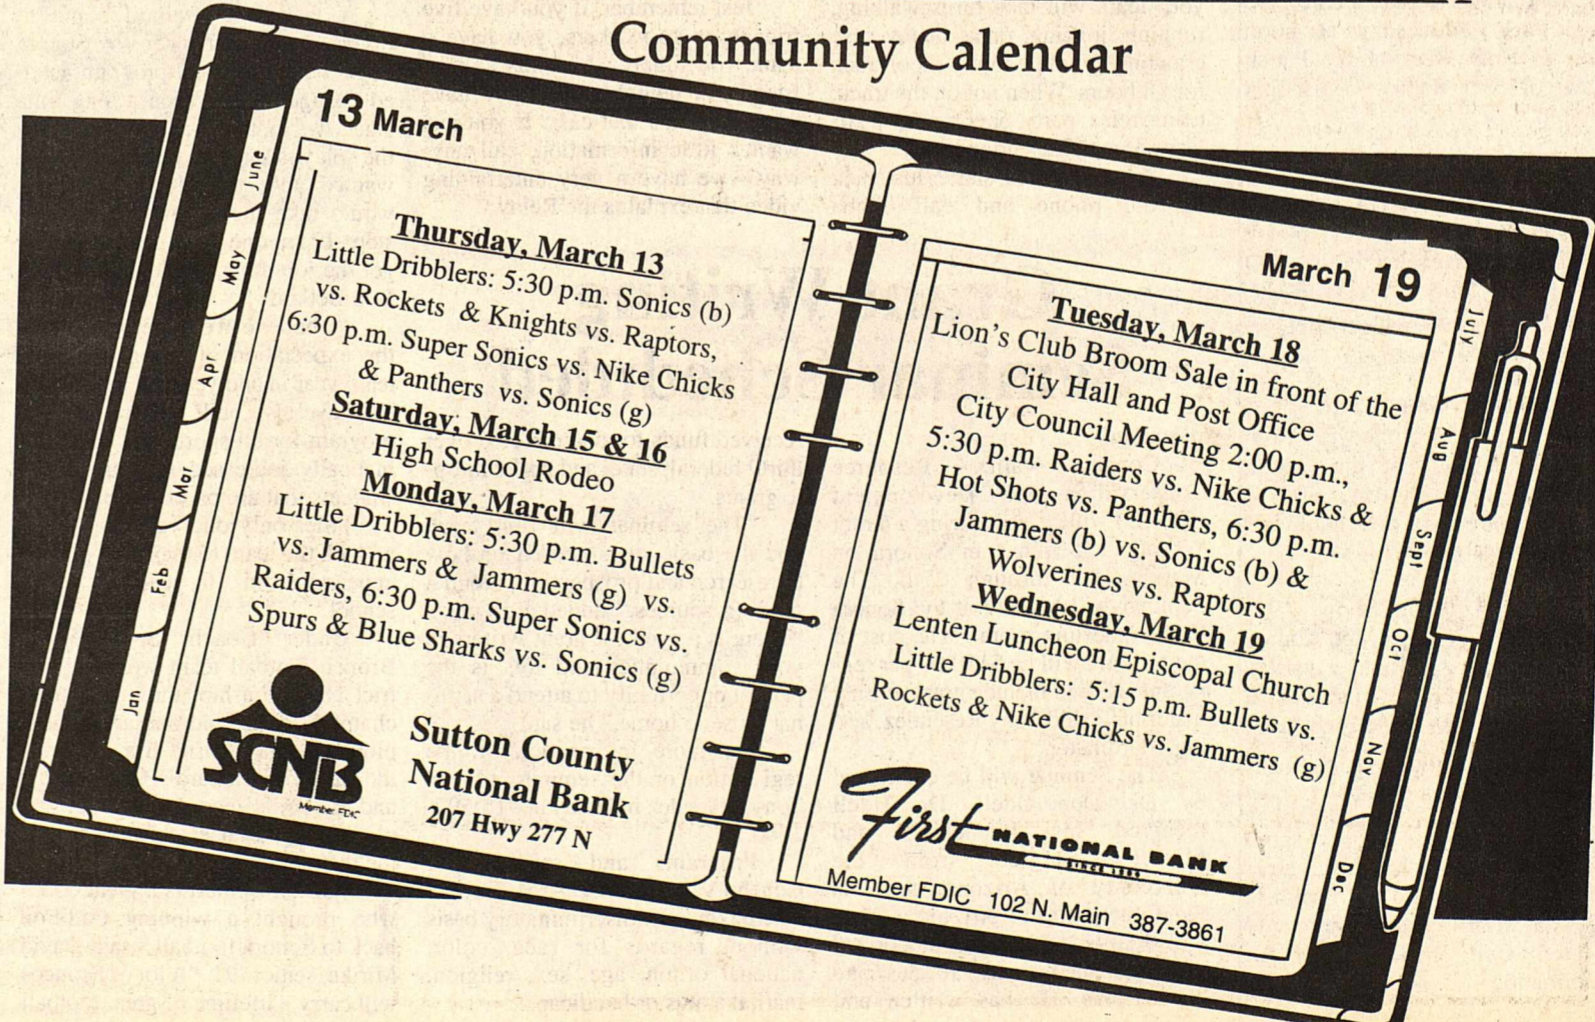 Community Calendar
13 March
Thursday, March 13
Little Dribblers: 5:30 p.m. Sonics (b)
vs. Rockets & Knights vs. Raptors,
6:30 p.m. Super Sonics vs. Nike Chicks
& Panthers vs. Sonics (g)
Saturday, March 15 & 16
High School Rodeo
Monday, March 17
Little Dribblers: 5:30 p.m. Bullets
vs. Jammers & Jammers (g) vs.
Raiders, 6:30 p.m. Super Sonics vs.
Spurs & Blue Sharks vs. Sonics (g)
SCNB
Member FDIC
Sutton County
National Bank
207 Hwy 277 N
Jan
Feb
Mar
Apr
May
June
March 19
Tuesday, March 18
Lion's Club Broom Sale in front of the
City Hall and Post Office
City Council Meeting 2:00 p.m.,
5:30 p.m. Raiders vs. Nike Chicks &
Hot Shots vs. Panthers, 6:30 p.m.
Jammers (b) vs. Sonics (b) &
Wolverines vs. Raptors
Wednesday, March 19
Lenten Luncheon Episcopal Church
Little Dribblers: 5:15 p.m. Bullets vs.
Rockets & Nike Chicks vs. Jammers (g)
First NATIONAL BANK
Member FDIC 102 N. Main 387-3861
July
Aug
Sept
Oct
Nov
Dec